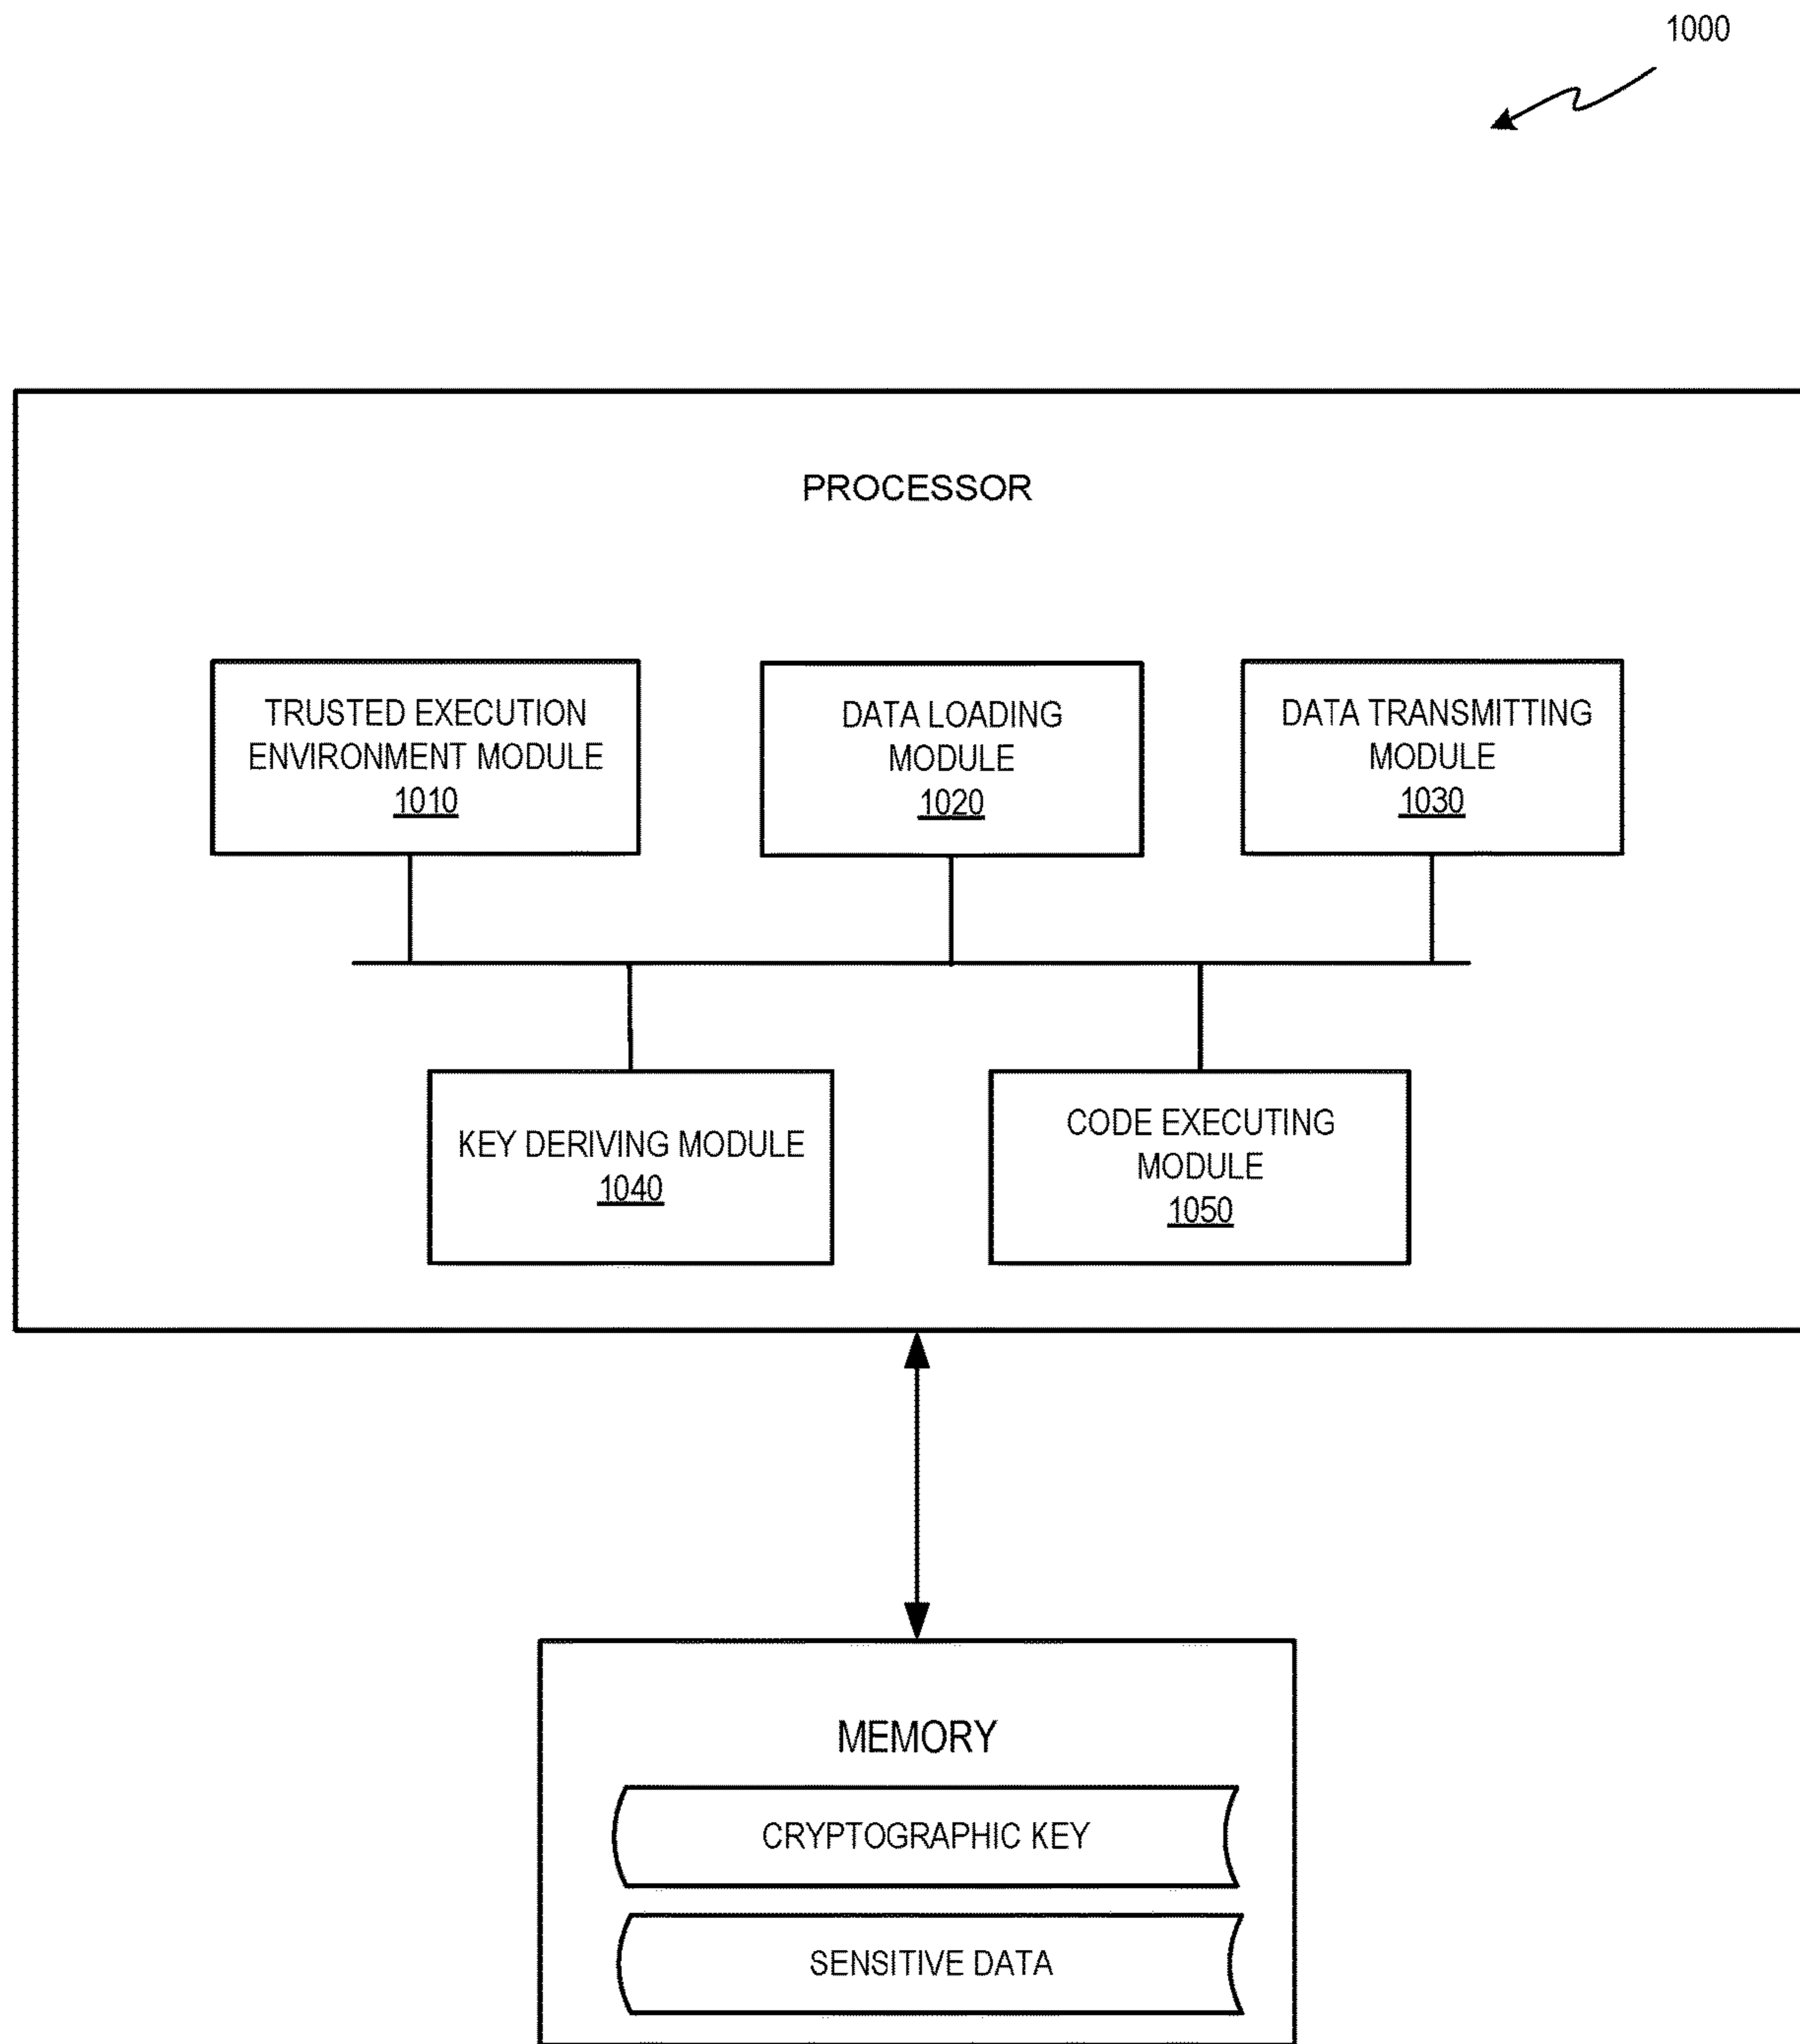 1000
PROCESSOR
TRUSTED EXECUTION
ENVIRONMENT MODULE
1010
DATA LOADING
MODULE
1020
DATA TRANSMITTING
MODULE
1030
KEY DERIVING MODULE
1040
CODE EXECUTING
MODULE
1050
MEMORY
CRYPTOGRAPHIC KEY
SENSITIVE DATA